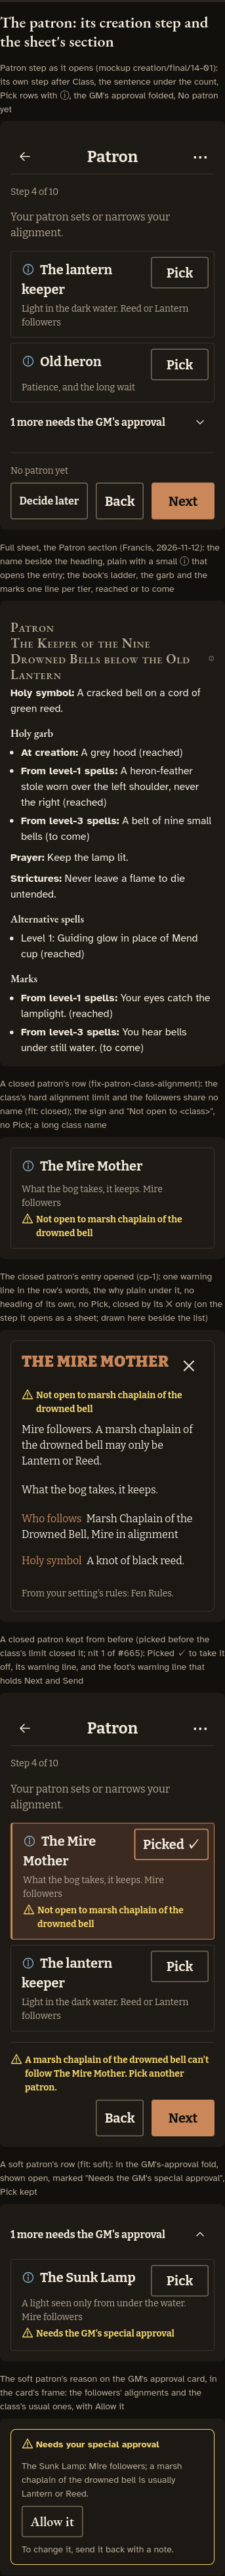 The patron: its creation step and
the sheet's section
Patron step as it opens (mockup creation/final/14-01):
its own step after Class, the sentence under the count,
Pick rows with ⓘ, the GM's approval folded, No patron
yet
← Patron ···
Step 4 of 10
Your patron sets or narrows your
alignment.
ⓘ The lantern
keeper
Pick
Light in the dark water. Reed or Lantern
followers
ⓘ Old heron
Pick
Patience, and the long wait
1 more needs the GM's approval
No patron yet
Decide later
Back
Next
Full sheet, the Patron section (Francis, 2026-11-12): the
name beside the heading, plain with a small ⓘ that
opens the entry; the book's ladder, the garb and the
marks one line per tier, reached or to come
Patron
The Keeper of the Nine
Drowned Bells below the Old ⓘ
Lantern
Holy symbol: A cracked bell on a cord of
green reed.
Holy garb
• At creation: A grey hood (reached)
• From level-1 spells: A heron-feather
stole worn over the left shoulder, never
the right (reached)
• From level-3 spells: A belt of nine small
bells (to come)
Prayer: Keep the lamp lit.
Strictures: Never leave a flame to die
untended.
Alternative spells
• Level 1: Guiding glow in place of Mend
cup (reached)
Marks
• From level-1 spells: Your eyes catch the
lamplight. (reached)
• From level-3 spells: You hear bells
under still water. (to come)
A closed patron's row (fix-patron-class-alignment): the
class's hard alignment limit and the followers share no
name (fit: closed); the sign and "Not open to <class>",
no Pick; a long class name
ⓘ The Mire Mother
What the bog takes, it keeps. Mire
followers
⚠ Not open to marsh chaplain of the
drowned bell
The closed patron's entry opened (cp-1): one warning
line in the row's words, the why plain under it, no
heading of its own, no Pick, closed by its ✕ only (on the
step it opens as a sheet; drawn here beside the list)
THE MIRE MOTHER ✕
⚠ Not open to marsh chaplain of the
drowned bell
Mire followers. A marsh chaplain of
the drowned bell may only be
Lantern or Reed.
What the bog takes, it keeps.
Who follows Marsh Chaplain of the
Drowned Bell, Mire in alignment
Holy symbol A knot of black reed.
From your setting's rules: Fen Rules.
A closed patron kept from before (picked before the
class's limit closed it; nit 1 of #665): Picked ✓ to take it
off, its warning line, and the foot's warning line that
holds Next and Send
← Patron ···
Step 4 of 10
Your patron sets or narrows your
alignment.
ⓘ The Mire
Mother
Picked ✓
What the bog takes, it keeps. Mire
followers
⚠ Not open to marsh chaplain of the
drowned bell
ⓘ The lantern
keeper
Pick
Light in the dark water. Reed or Lantern
followers
⚠ A marsh chaplain of the drowned bell can't
follow The Mire Mother. Pick another
patron.
Back
Next
A soft patron's row (fit: soft): in the GM's-approval fold,
shown open, marked "Needs the GM's special approval",
Pick kept
1 more needs the GM's approval
ⓘ The Sunk Lamp
Pick
A light seen only from under the water.
Mire followers
⚠ Needs the GM's special approval
The soft patron's reason on the GM's approval card, in
the card's frame: the followers' alignments and the
class's usual ones, with Allow it
⚠ Needs your special approval
The Sunk Lamp: Mire followers; a marsh
chaplain of the drowned bell is usually
Lantern or Reed.
Allow it
To change it, send it back with a note.